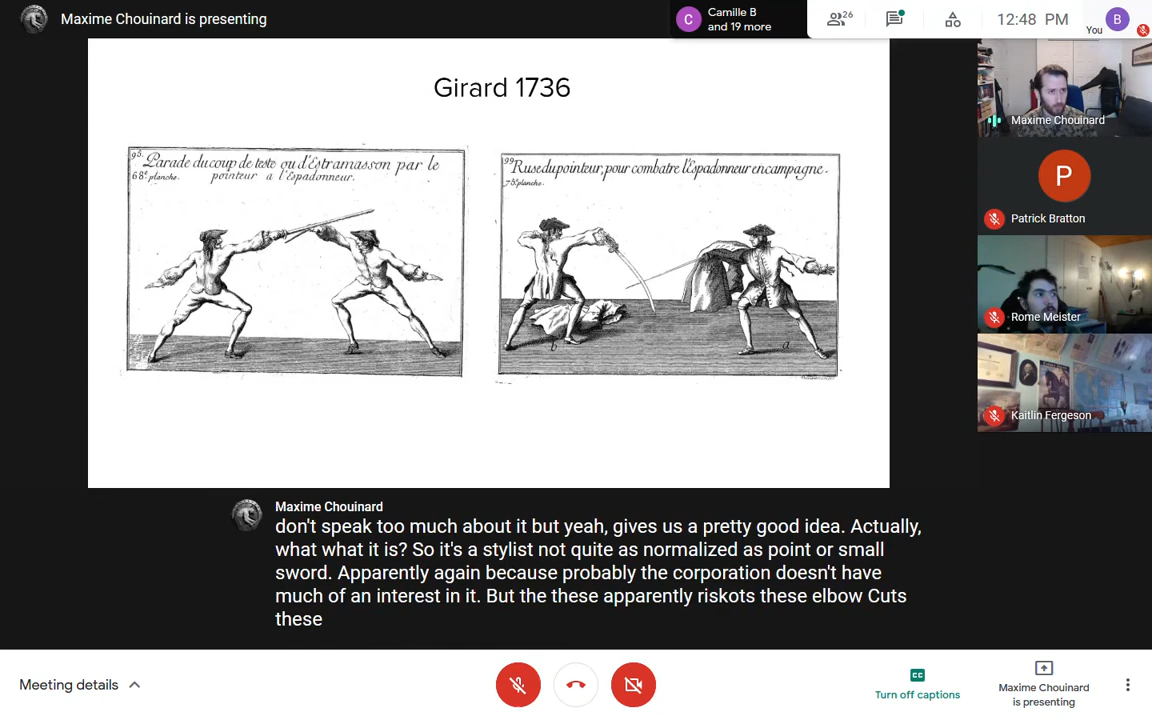 Maxime Chouinard is presenting
C
Camille B
and 19 more
26
12:48 PM
You
B
Girard 1736
95. Parade du coup de teste ou d'Estramasson par le
68e planche. pointeur a l'Espadonneur.
99 Ruse du pointeur, pour combatre l'Espadonneur en campagne.
planche.
b
a
Maxime Chouinard
P
Patrick Bratton
Rome Meister
Kaitlin Fergeson
Maxime Chouinard
don't speak too much about it but yeah, gives us a pretty good idea. Actually,
what what it is? So it's a stylist not quite as normalized as point or small
sword. Apparently again because probably the corporation doesn't have
much of an interest in it. But the these apparently riskots these elbow Cuts
these
Meeting details
CC
Turn off captions
Maxime Chouinard
is presenting